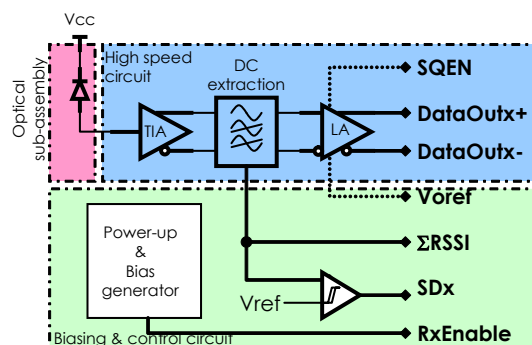 Vcc
High speed
circuit
DC
extraction
SQEN
Optical
sub-assembly
TIA
LA
DataOutx+
DataOutx-
Voref
Power-up
&
Bias
generator
ΣRSSI
Vref
SDx
Biasing & control circuit
RxEnable